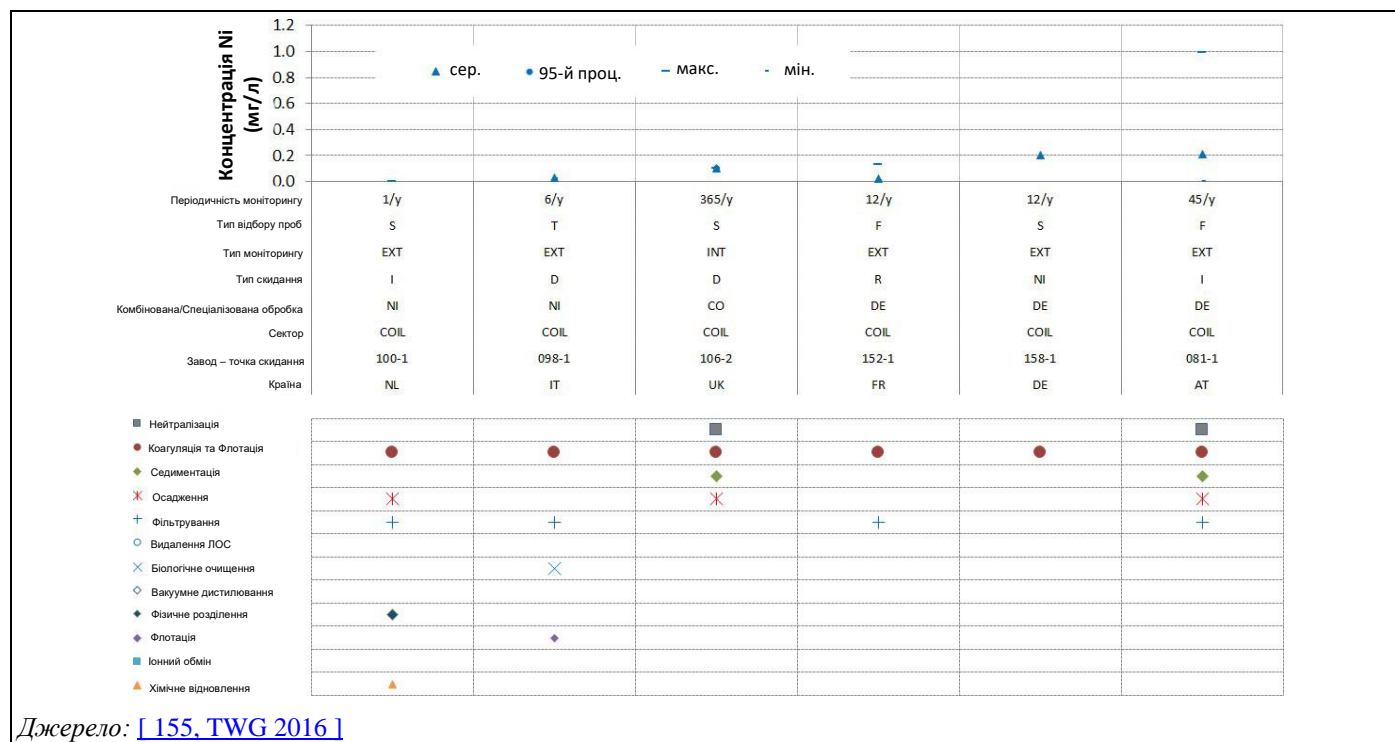 Концентрація Ni
(мг/л)
1.2
1.0
0.8
0.6
0.4
0.2
0.0
сер. 95-й проц. макс. мін.
Періодичність моніторингу 1/y 6/y 365/y 12/y 12/y 45/y
Тип відбору проб S T S F S F
Тип моніторингу EXT EXT INT EXT EXT EXT
Тип скидання I D D R NI I
Комбінована/Спеціалізована обробка NI NI CO DE DE DE
Сектор COIL COIL COIL COIL COIL COIL
Завод – точка скидання 100-1 098-1 106-2 152-1 158-1 081-1
Країна NL IT UK FR DE AT
Нейтралізація
Коагуляція та Флотація
Седиментація
Осадження
Фільтрування
Видалення ЛОС
Біологічне очищення
Вакуумне дистилювання
Фізичне розділення
Флотація
Іонний обмін
Хімічне відновлення
Джерело: [ 155, TWG 2016 ]